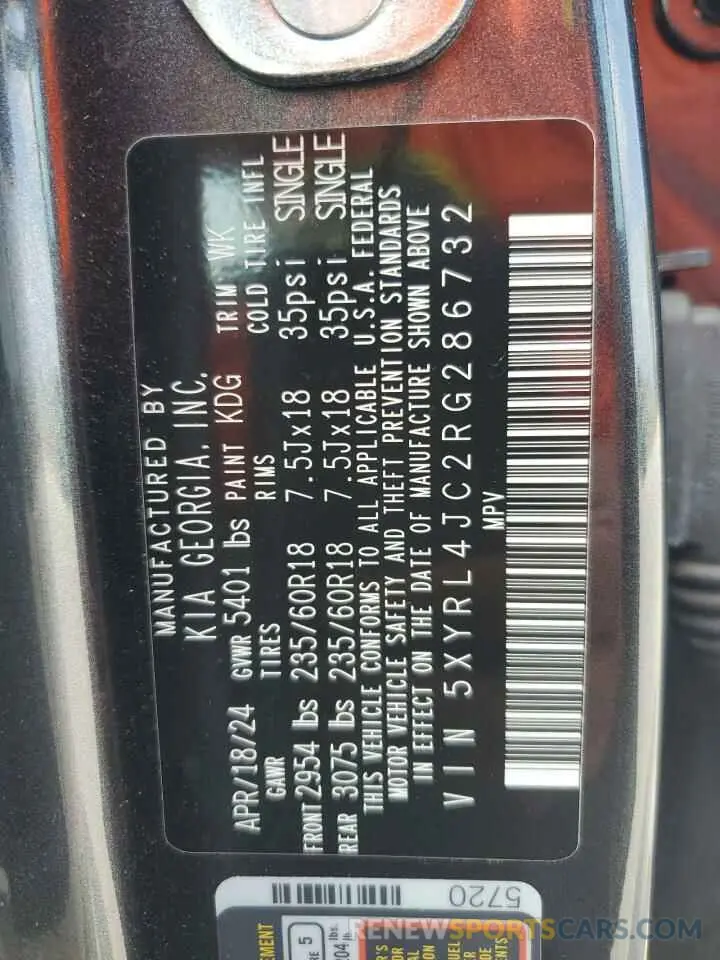 MANUFACTURED BY
KIA GEORGIA, INC.
APR/18/24 GVWR 5401 lbs PAINT KDG TRIM WK
GAWR TIRES RIMS COLD TIRE INFL
FRONT 2954 lbs 235/60R18 7.5Jx18 35psi SINGLE
REAR 3075 lbs 235/60R18 7.5Jx18 35psi SINGLE
THIS VEHICLE CONFORMS TO ALL APPLICABLE U.S.A. FEDERAL
MOTOR VEHICLE SAFETY AND THEFT PREVENTION STANDARDS
IN EFFECT ON THE DATE OF MANUFACTURE SHOWN ABOVE
VIN 5XYRL4JC2RG286732
MPV
5720
RENEWSPORTSCARS.COM